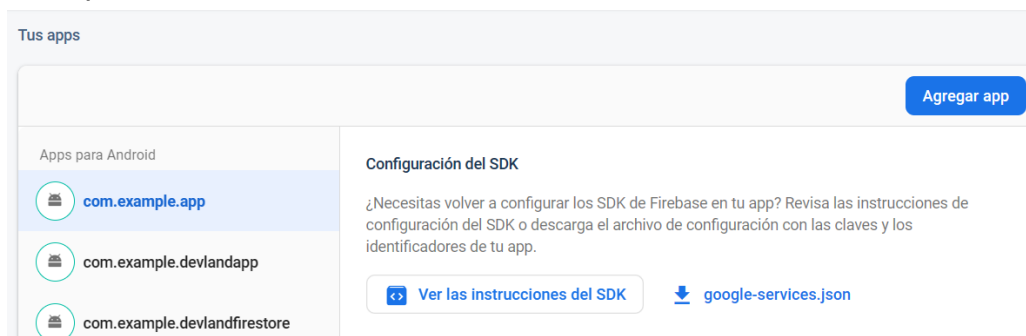 Tus apps
Agregar app
Apps para Android
com.example.app
com.example.devlandapp
com.example.devlandfirestore
Configuración del SDK
¿Necesitas volver a configurar los SDK de Firebase en tu app? Revisa las instrucciones de
configuración del SDK o descarga el archivo de configuración con las claves y los
identificadores de tu app.
Ver las instrucciones del SDK
google-services.json